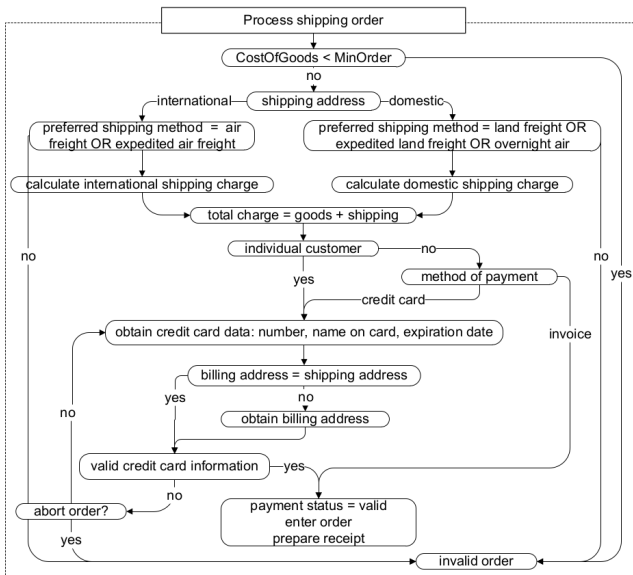 Process shipping order
CostOfGoods < MinOrder
no
international
shipping address
domestic
preferred shipping method = air
freight OR expedited air freight
preferred shipping method = land freight OR
expedited land freight OR overnight air
calculate international shipping charge
calculate domestic shipping charge
total charge = goods + shipping
no
individual customer
no
no
yes
yes
method of payment
credit card
obtain credit card data: number, name on card, expiration date
invoice
billing address = shipping address
yes
no
no
obtain billing address
valid credit card information
yes
no
abort order?
payment status = valid
enter order
prepare receipt
yes
invalid order